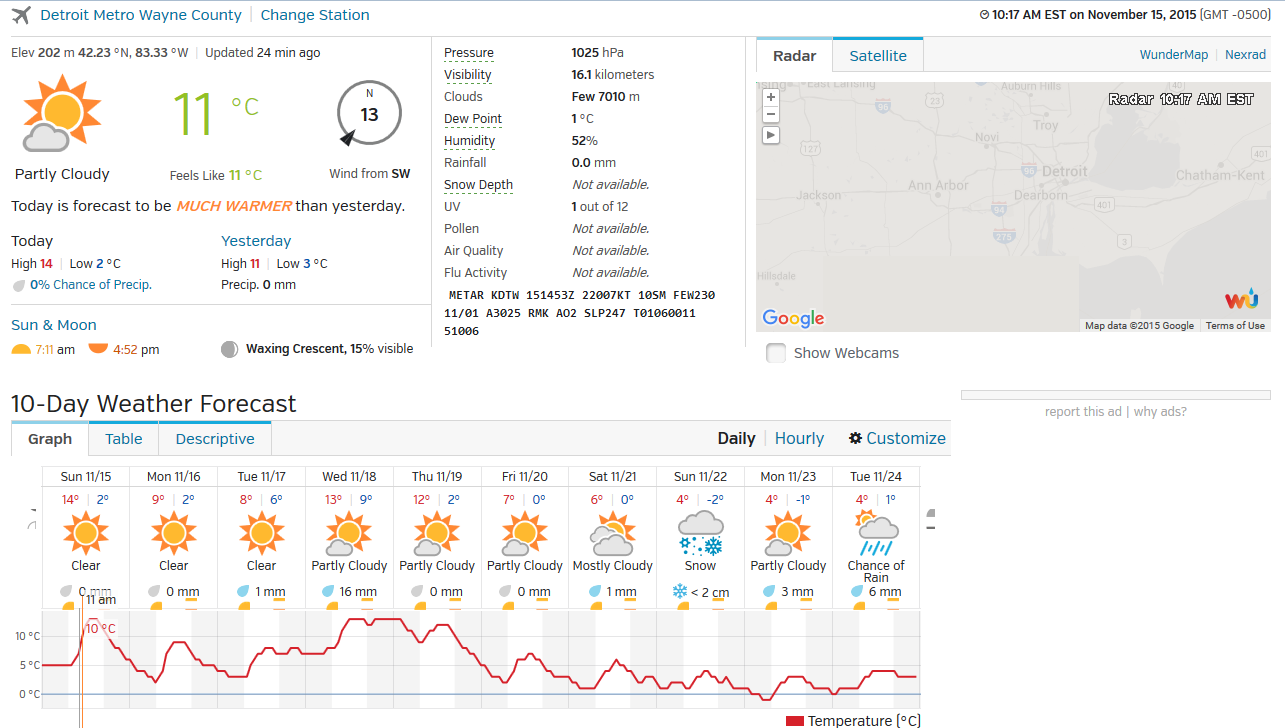 Detroit Metro Wayne County | Change Station
10:17 AM EST on November 15, 2015 (GMT -0500)
Elev 202 m 42.23 °N, 83.33 °W | Updated 24 min ago
11 °C
N
13
Partly Cloudy
Feels Like 11 °C
Wind from SW
Today is forecast to be MUCH WARMER than yesterday.
Today
High 14 | Low 2 °C
0% Chance of Precip.
Yesterday
High 11 | Low 3 °C
Precip. 0 mm
Sun & Moon
7:11 am
4:52 pm
Waxing Crescent, 15% visible
Pressure 1025 hPa
Visibility 16.1 kilometers
Clouds Few 7010 m
Dew Point 1 °C
Humidity 52%
Rainfall 0.0 mm
Snow Depth Not available.
UV 1 out of 12
Pollen Not available.
Air Quality Not available.
Flu Activity Not available.
METAR KDTW 151453Z 22007KT 10SM FEW230
11/01 A3025 RMK AO2 SLP247 T01060011
51006
Radar Satellite
WunderMap | Nexrad
+
−
Radar 10:17 AM EST
East Lansing
Auburn Hills
96
23
Troy
Novi
127
401
96
Detroit
Chatham-Kent
Ann Arbor
Dearborn
Jackson
94
401
275
3
Hillsdale
WU
Google
Map data ©2015 Google
Terms of Use
Show Webcams
10-Day Weather Forecast
report this ad | why ads?
Graph Table Descriptive
Daily | Hourly Customize
Sun 11/15 Mon 11/16 Tue 11/17 Wed 11/18 Thu 11/19 Fri 11/20 Sat 11/21 Sun 11/22 Mon 11/23 Tue 11/24
14° | 2° 9° | 2° 8° | 6° 13° | 9° 12° | 2° 7° | 0° 6° | 0° 4° | -2° 4° | -1° 4° | 1°
Clear Clear Clear Partly Cloudy Partly Cloudy Partly Cloudy Mostly Cloudy Snow Partly Cloudy Chance of
Rain
0 mm 0 mm 1 mm 16 mm 0 mm 0 mm 1 mm < 2 cm 3 mm 6 mm
11 am
10 °C
10 °C
5 °C
0 °C
Temperature (°C)